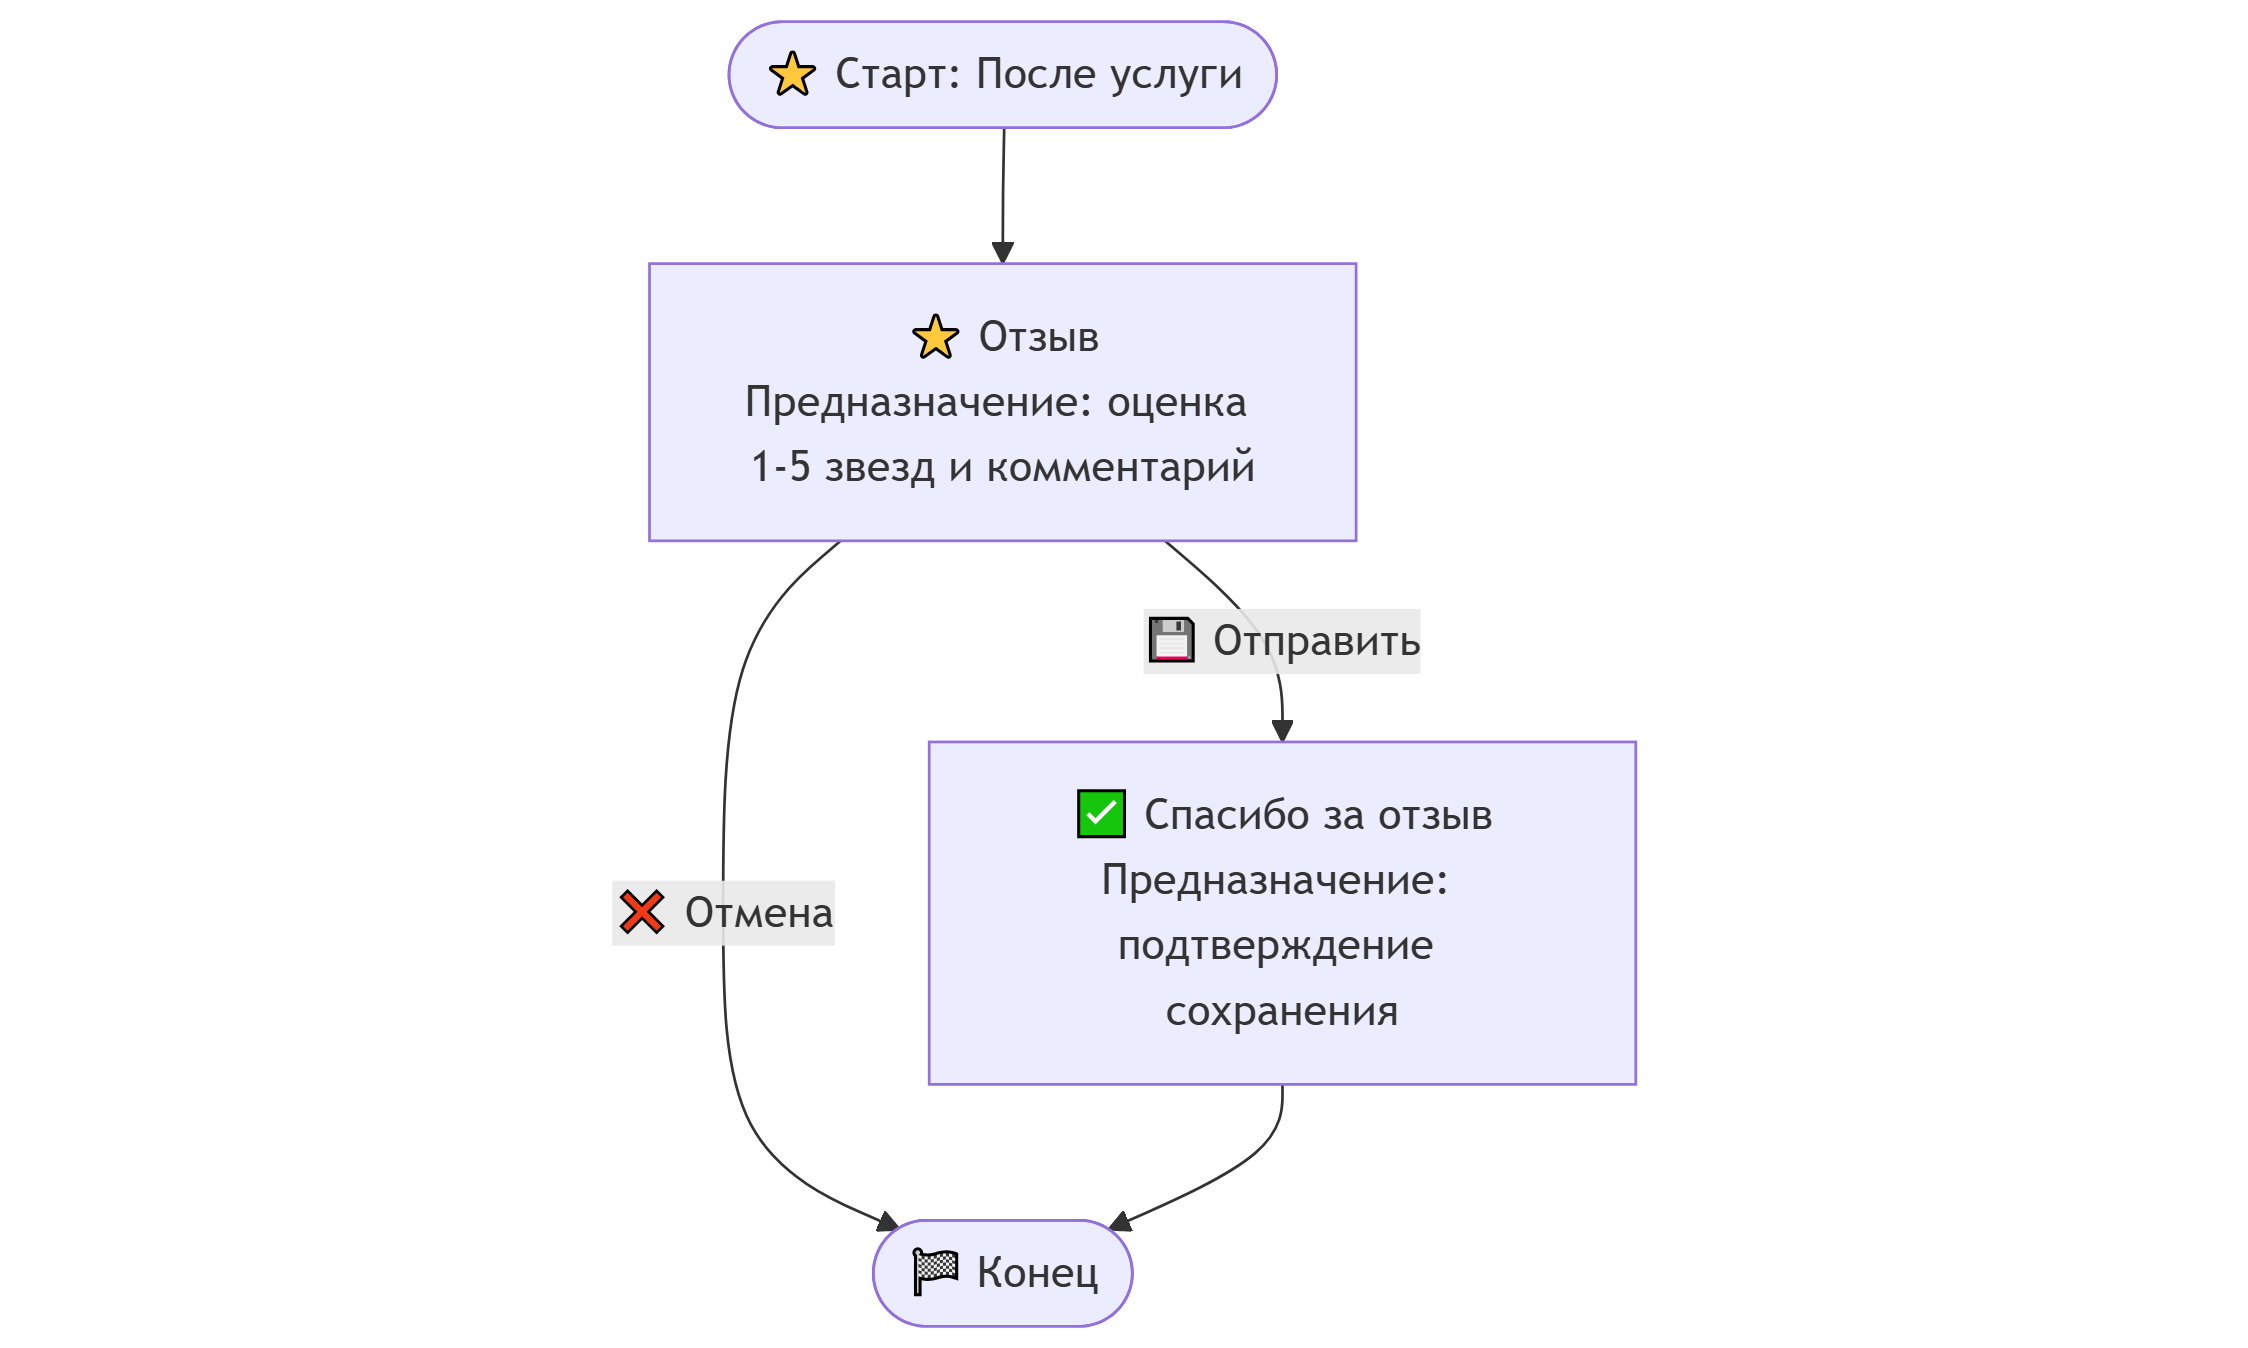 ⭐ Старт: После услуги
⭐ Отзыв
Предназначение: оценка
1-5 звезд и комментарий
💾 Отправить
✅ Спасибо за отзыв
Предназначение:
подтверждение
сохранения
❌ Отмена
🏁 Конец